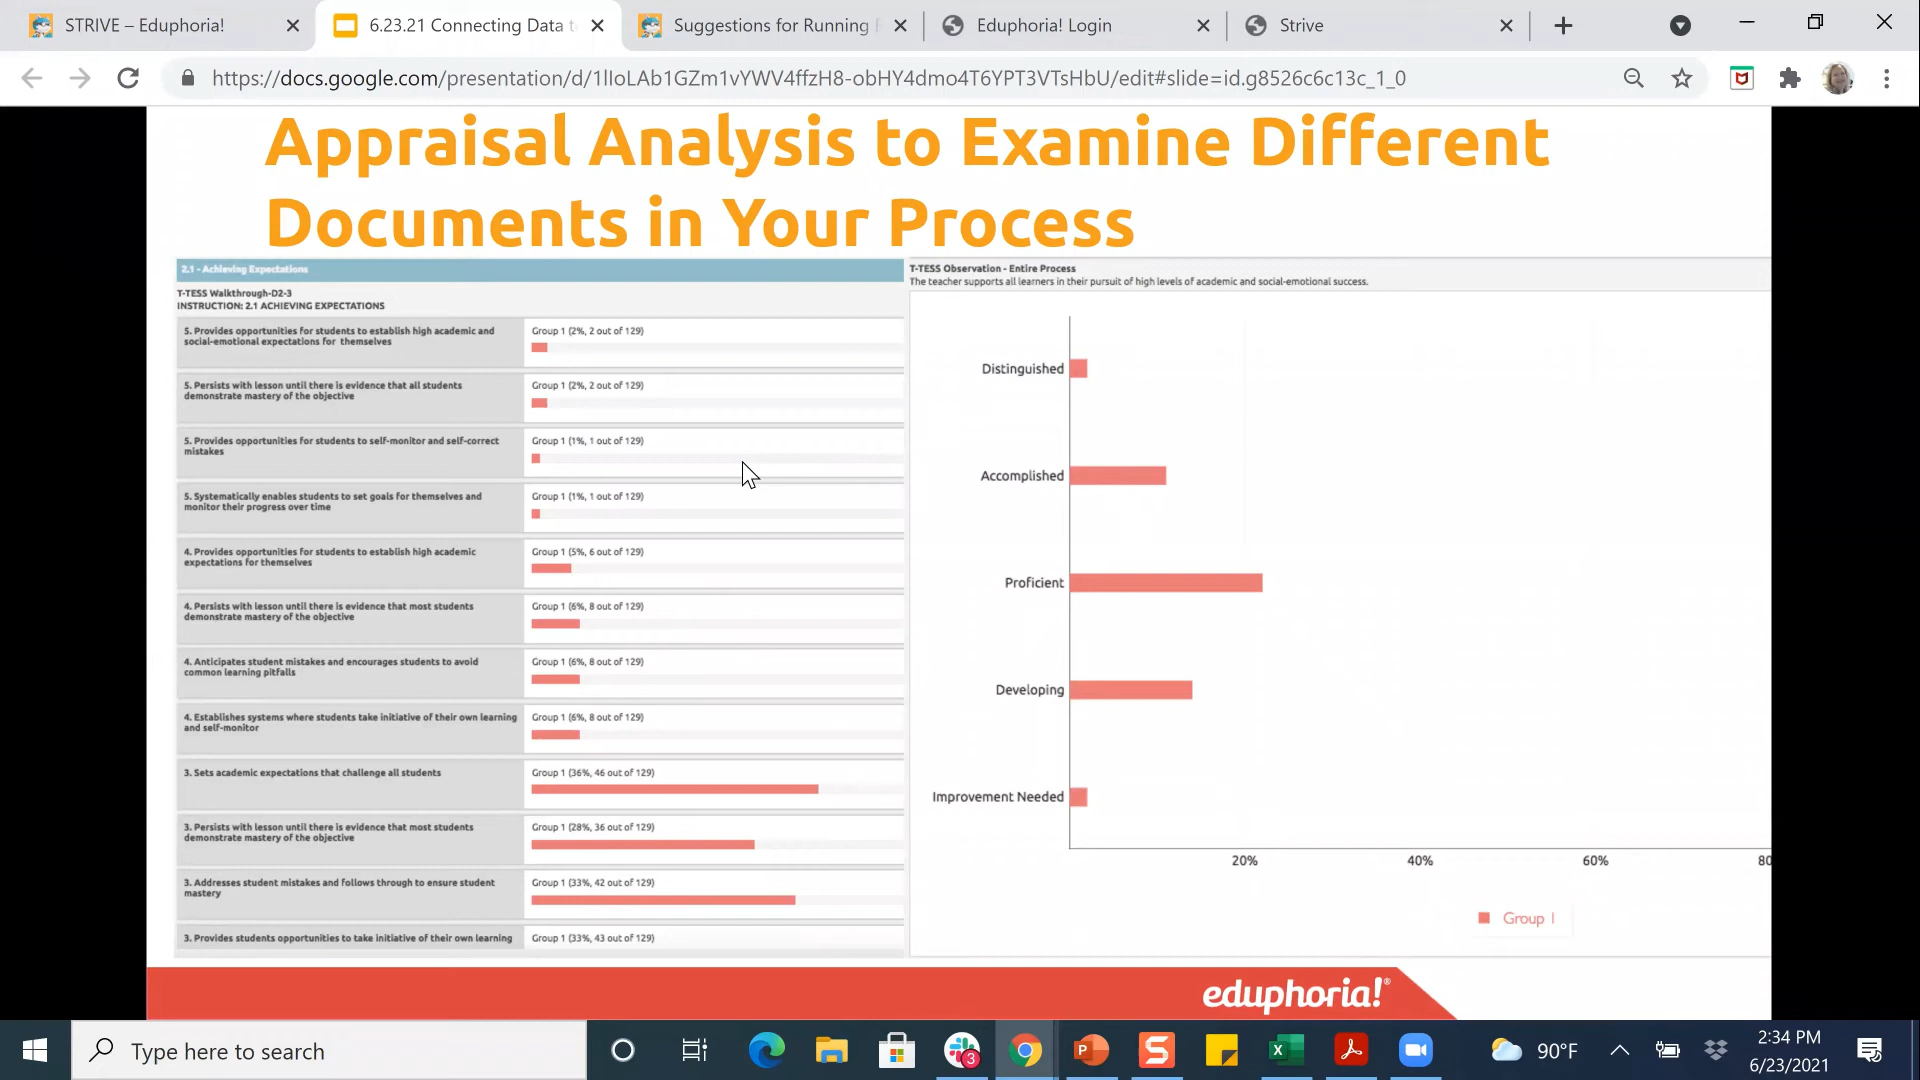 STRIVE – Eduphoria!
6.23.21 Connecting Data t
Suggestions for Running
Eduphoria! Login
Strive
https://docs.google.com/presentation/d/1lIoLAb1GZm1vYWV4ffzH8-obHY4dmo4T6YPT3VTsHbU/edit#slide=id.g8526c6c13c_1_0
Appraisal Analysis to Examine Different
Documents in Your Process
2.1 - Achieving Expectations
T-TESS Walkthrough-D2-3
INSTRUCTION: 2.1 ACHIEVING EXPECTATIONS
5. Provides opportunities for students to establish high academic and
social-emotional expectations for themselves
Group 1 (2%, 2 out of 129)
5. Persists with lesson until there is evidence that all students
demonstrate mastery of the objective
Group 1 (2%, 2 out of 129)
5. Provides opportunities for students to self-monitor and self-correct
mistakes
Group 1 (1%, 1 out of 129)
5. Systematically enables students to set goals for themselves and
monitor their progress over time
Group 1 (1%, 1 out of 129)
4. Provides opportunities for students to establish high academic
expectations for themselves
Group 1 (5%, 6 out of 129)
4. Persists with lesson until there is evidence that most students
demonstrate mastery of the objective
Group 1 (6%, 8 out of 129)
4. Anticipates student mistakes and encourages students to avoid
common learning pitfalls
Group 1 (6%, 8 out of 129)
4. Establishes systems where students take initiative of their own learning
and self-monitor
Group 1 (6%, 8 out of 129)
3. Sets academic expectations that challenge all students
Group 1 (36%, 46 out of 129)
3. Persists with lesson until there is evidence that most students
demonstrate mastery of the objective
Group 1 (28%, 36 out of 129)
3. Addresses student mistakes and follows through to ensure student
mastery
Group 1 (33%, 42 out of 129)
3. Provides students opportunities to take initiative of their own learning
Group 1 (33%, 43 out of 129)
T-TESS Observation - Entire Process
The teacher supports all learners in their pursuit of high levels of academic and social-emotional success.
Distinguished
Accomplished
Proficient
Developing
Improvement Needed
20%
40%
60%
80
Group 1
eduphoria!®
Type here to search
3
90°F
2:34 PM
6/23/2021